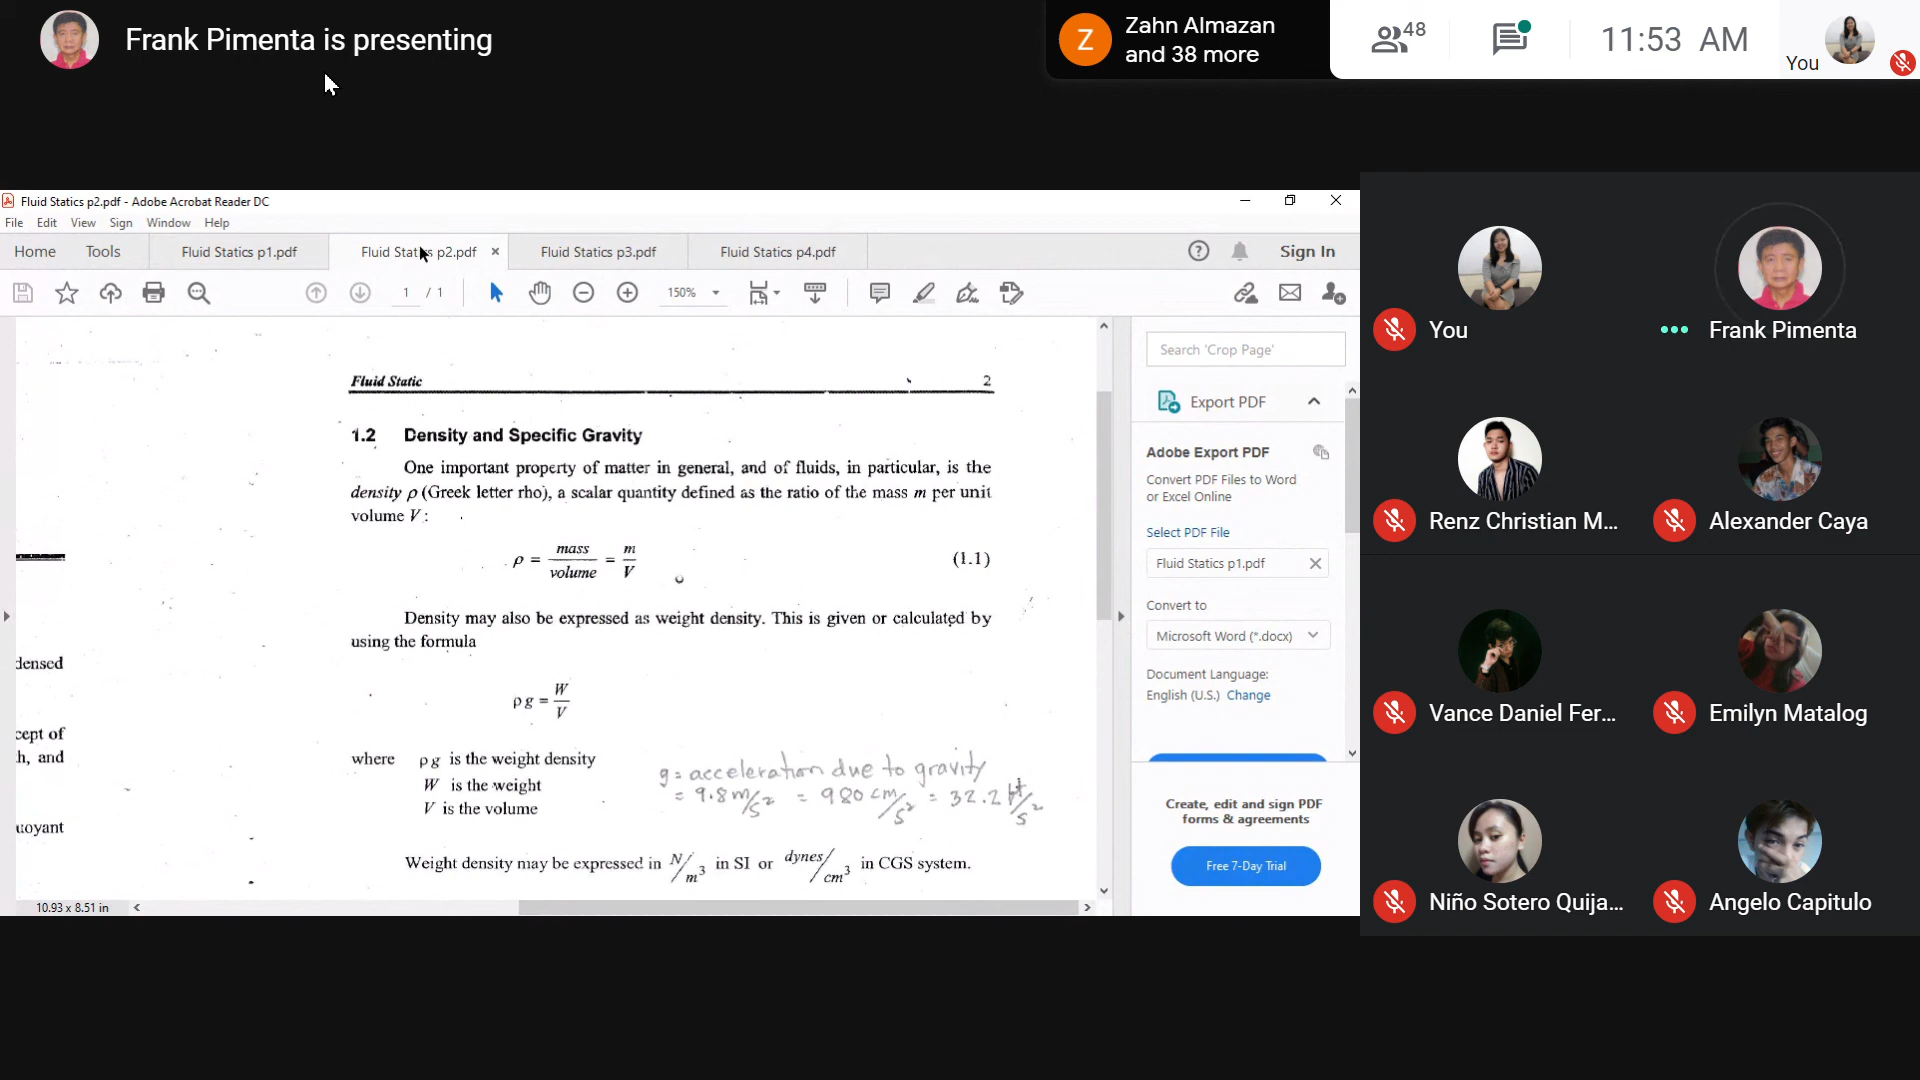 Frank Pimenta is presenting
Z
Zahn Almazan
and 38 more
48
11:53 AM
You
Fluid Statics p2.pdf - Adobe Acrobat Reader DC
File Edit View Sign Window Help
Home Tools Fluid Statics p1.pdf Fluid Statics p2.pdf × Fluid Statics p3.pdf Fluid Statics p4.pdf Sign In
1 / 1 150%
Fluid Static 2
1.2 Density and Specific Gravity
One important property of matter in general, and of fluids, in particular, is the
density ρ (Greek letter rho), a scalar quantity defined as the ratio of the mass m per unit
volume V:
ρ = mass/volume = m/V (1.1)
Density may also be expressed as weight density. This is given or calculated by
using the formula
ρg = W/V
where ρg is the weight density
W is the weight
V is the volume
g = acceleration due to gravity
= 9.8 m/s² = 980 cm/s² = 32.2 ft/s²
Weight density may be expressed in N/m³ in SI or dynes/cm³ in CGS system.
densed
cept of
h, and
uoyant
10.93 x 8.51 in
Search 'Crop Page'
Export PDF
Adobe Export PDF
Convert PDF Files to Word
or Excel Online
Select PDF File
Fluid Statics p1.pdf
Convert to
Microsoft Word (*.docx)
Document Language:
English (U.S.) Change
Create, edit and sign PDF
forms & agreements
Free 7-Day Trial
You
Frank Pimenta
Renz Christian M...
Alexander Caya
Vance Daniel Fer...
Emilyn Matalog
Niño Sotero Quija...
Angelo Capitulo